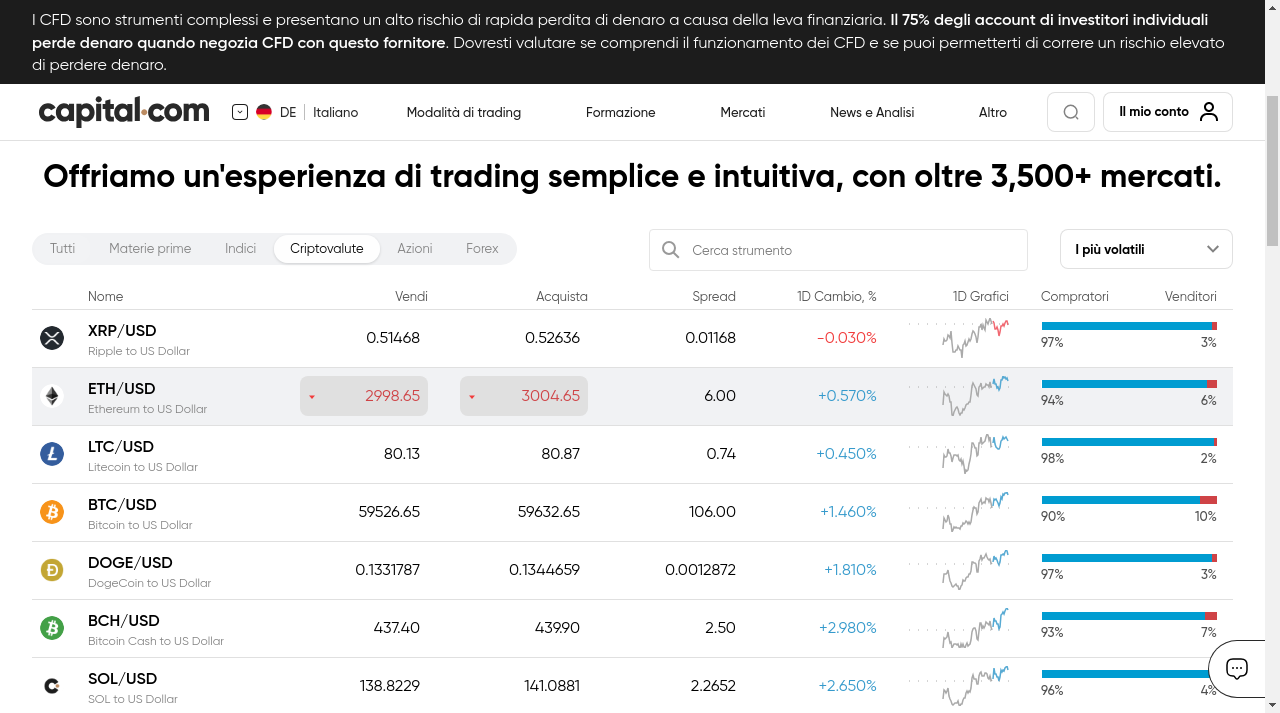 I CFD sono strumenti complessi e presentano un alto rischio di rapida perdita di denaro a causa della leva finanziaria. Il 75% degli account di investitori individuali
perde denaro quando negozia CFD con questo fornitore. Dovresti valutare se comprendi il funzionamento dei CFD e se puoi permetterti di correre un rischio elevato
di perdere denaro.
capital.com DE Italiano Modalità di trading Formazione Mercati News e Analisi Altro Il mio conto
Offriamo un'esperienza di trading semplice e intuitiva, con oltre 3,500+ mercati.
Tutti Materie prime Indici Criptovalute Azioni Forex Cerca strumento I più volatili
Nome Vendi Acquista Spread 1D Cambio, % 1D Grafici Compratori Venditori
XRP/USD 0.51468 0.52636 0.01168 -0.030%
Ripple to US Dollar 97% 3%
ETH/USD 2998.65 3004.65 6.00 +0.570%
Ethereum to US Dollar 94% 6%
LTC/USD 80.13 80.87 0.74 +0.450%
Litecoin to US Dollar 98% 2%
BTC/USD 59526.65 59632.65 106.00 +1.460%
Bitcoin to US Dollar 90% 10%
DOGE/USD 0.1331787 0.1344659 0.0012872 +1.810%
DogeCoin to US Dollar 97% 3%
BCH/USD 437.40 439.90 2.50 +2.980%
Bitcoin Cash to US Dollar 93% 7%
SOL/USD 138.8229 141.0881 2.2652 +2.650%
SOL to US Dollar 96% 4%